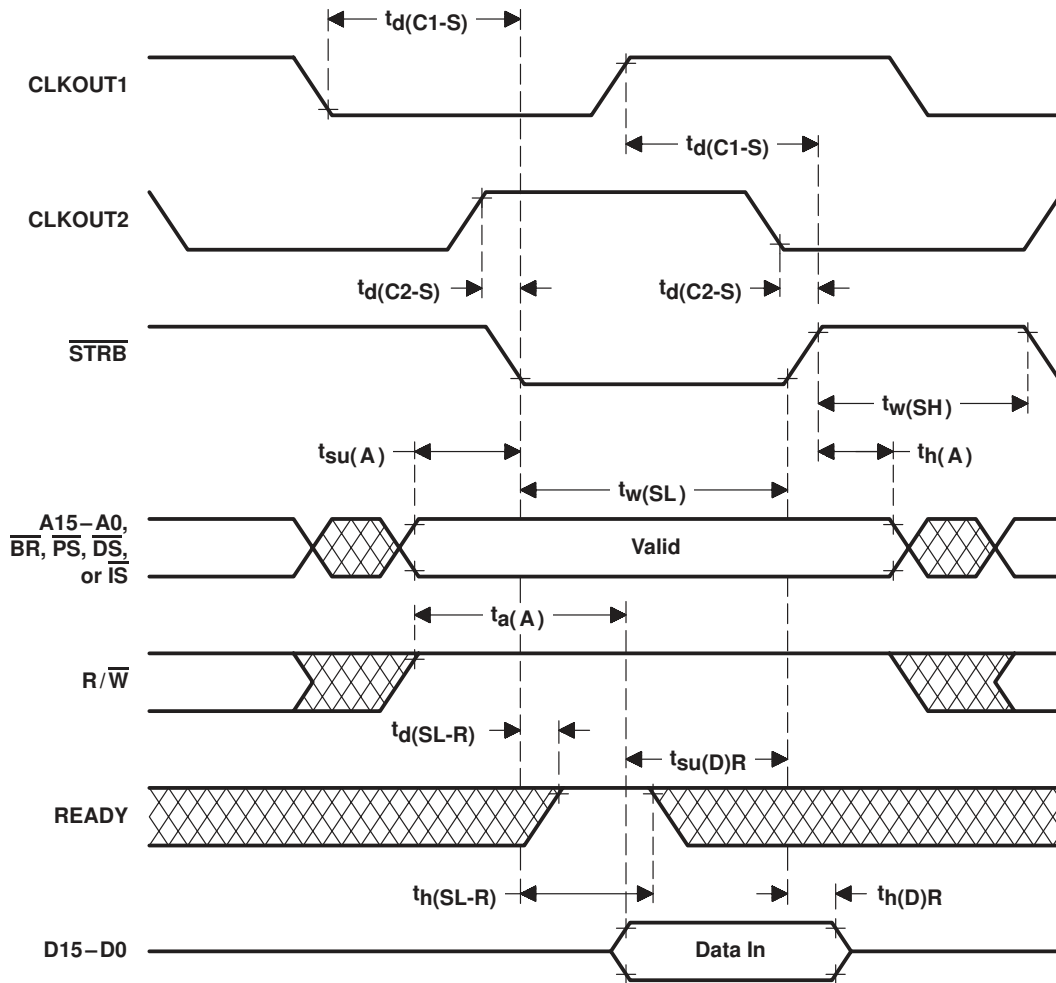 td(C1-S)
CLKOUT1
td(C1-S)
CLKOUT2
td(C2-S)
td(C2-S)
STRB
tw(SH)
tsu(A)
th(A)
tw(SL)
A15–A0,
BR, PS, DS,
or IS
Valid
ta(A)
R/W
td(SL-R)
tsu(D)R
READY
th(SL-R)
th(D)R
D15–D0
Data In